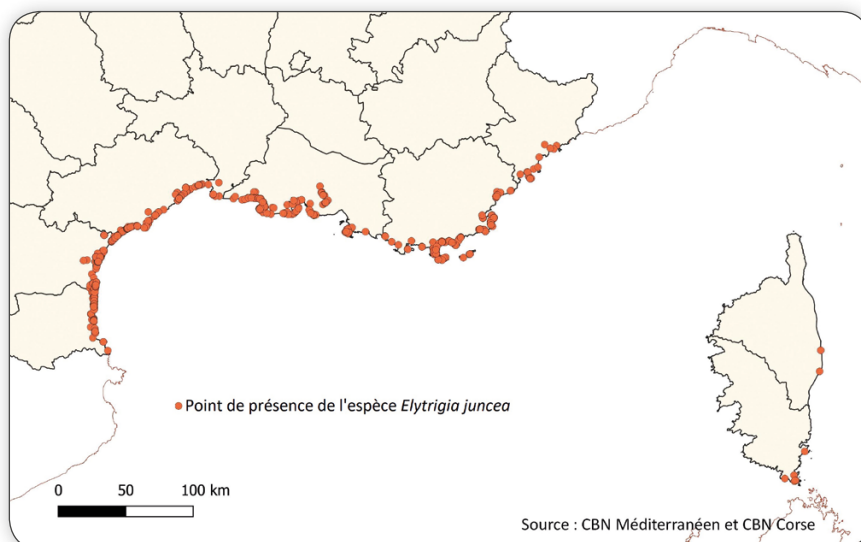 Point de présence de l'espèce Elytrigia juncea
0 50 100 km
Source : CBN Méditerranéen et CBN Corse